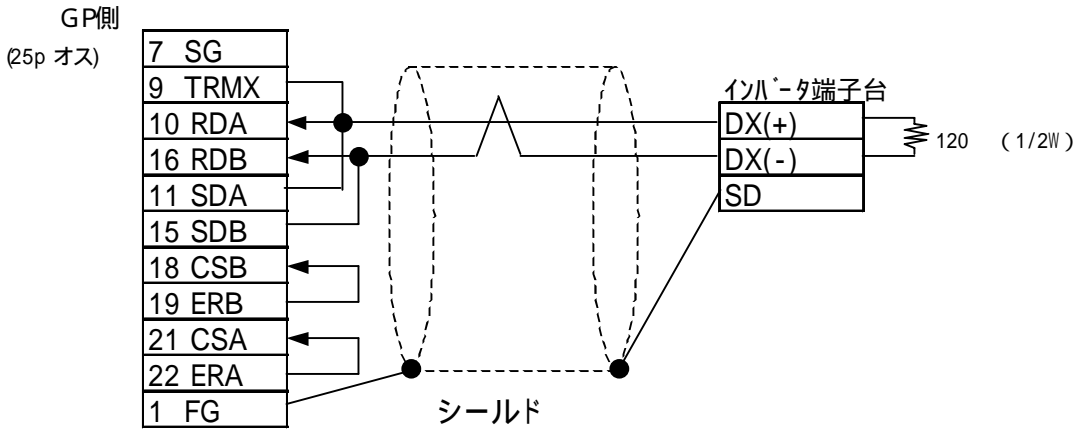 GP側
(25p オス)
7 SG
9 TRMX
10 RDA
16 RDB
11 SDA
15 SDB
18 CSB
19 ERB
21 CSA
22 ERA
1 FG
シールド
インバータ端子台
DX(+)
DX(-)
SD
120 (1/2W)